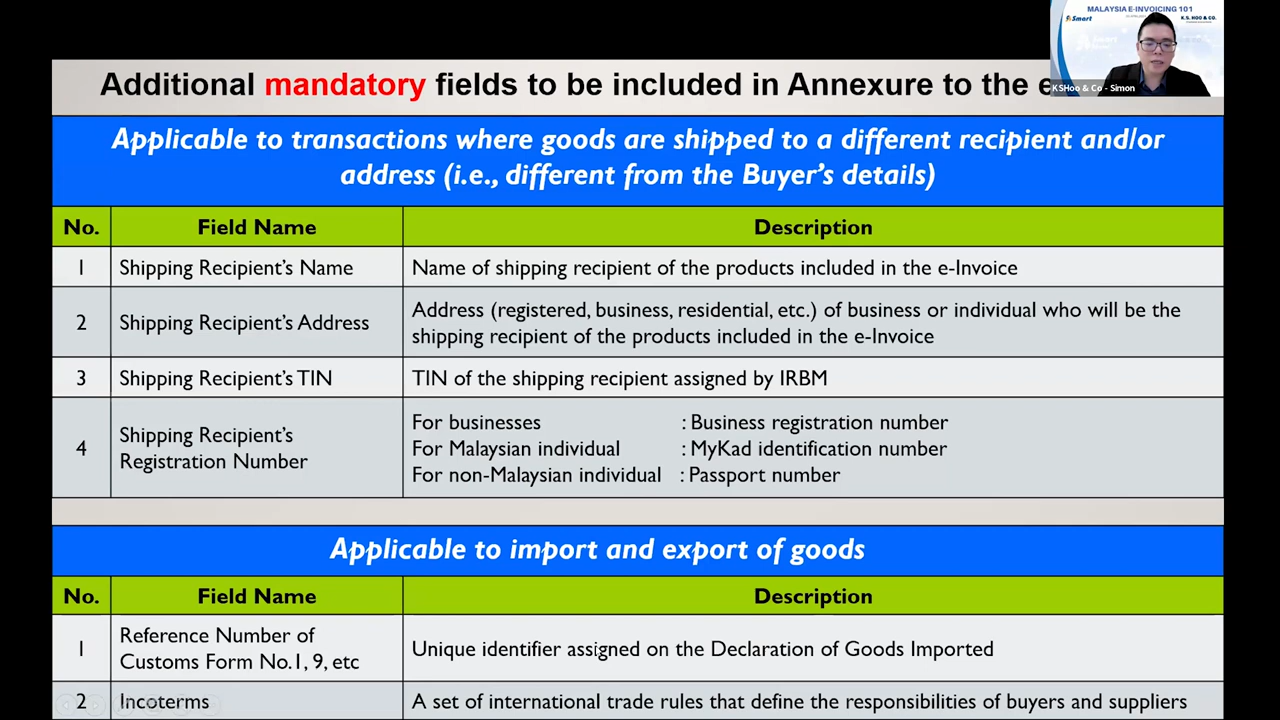 MALAYSIA E-INVOICING 101
Smart
K.S. HOO & CO.
KSHoo & Co - Simon
Additional mandatory fields to be included in Annexure to the e
Applicable to transactions where goods are shipped to a different recipient and/or
address (i.e., different from the Buyer's details)
No. Field Name Description
1 Shipping Recipient's Name Name of shipping recipient of the products included in the e-Invoice
2 Shipping Recipient's Address Address (registered, business, residential, etc.) of business or individual who will be the
shipping recipient of the products included in the e-Invoice
3 Shipping Recipient's TIN TIN of the shipping recipient assigned by IRBM
4 Shipping Recipient's
Registration Number
For businesses : Business registration number
For Malaysian individual : MyKad identification number
For non-Malaysian individual : Passport number
Applicable to import and export of goods
No. Field Name Description
1 Reference Number of
Customs Form No.1, 9, etc
Unique identifier assigned on the Declaration of Goods Imported
2 Incoterms A set of international trade rules that define the responsibilities of buyers and suppliers